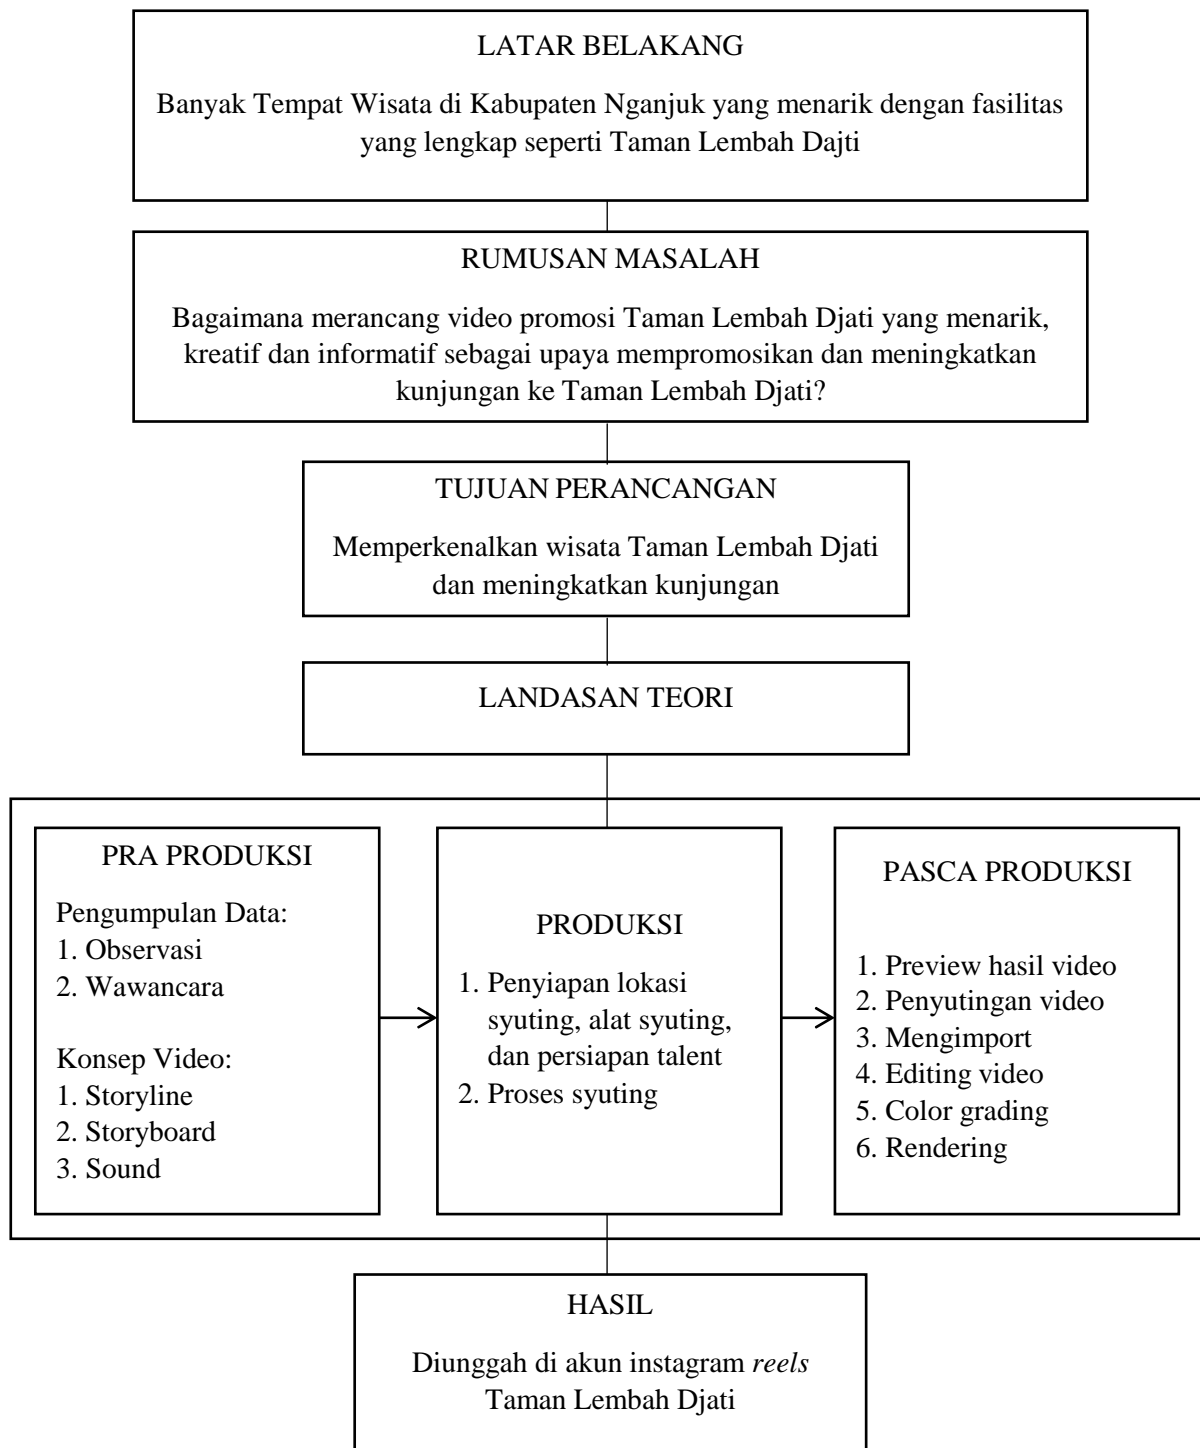 LATAR BELAKANG
Banyak Tempat Wisata di Kabupaten Nganjuk yang menarik dengan fasilitas
yang lengkap seperti Taman Lembah Dajti
RUMUSAN MASALAH
Bagaimana merancang video promosi Taman Lembah Djati yang menarik,
kreatif dan informatif sebagai upaya mempromosikan dan meningkatkan
kunjungan ke Taman Lembah Djati?
TUJUAN PERANCANGAN
Memperkenalkan wisata Taman Lembah Djati
dan meningkatkan kunjungan
LANDASAN TEORI
PRA PRODUKSI
Pengumpulan Data:
1. Observasi
2. Wawancara
Konsep Video:
1. Storyline
2. Storyboard
3. Sound
PRODUKSI
1. Penyiapan lokasi
syuting, alat syuting,
dan persiapan talent
2. Proses syuting
PASCA PRODUKSI
1. Preview hasil video
2. Penyutingan video
3. Mengimport
4. Editing video
5. Color grading
6. Rendering
HASIL
Diunggah di akun instagram reels
Taman Lembah Djati